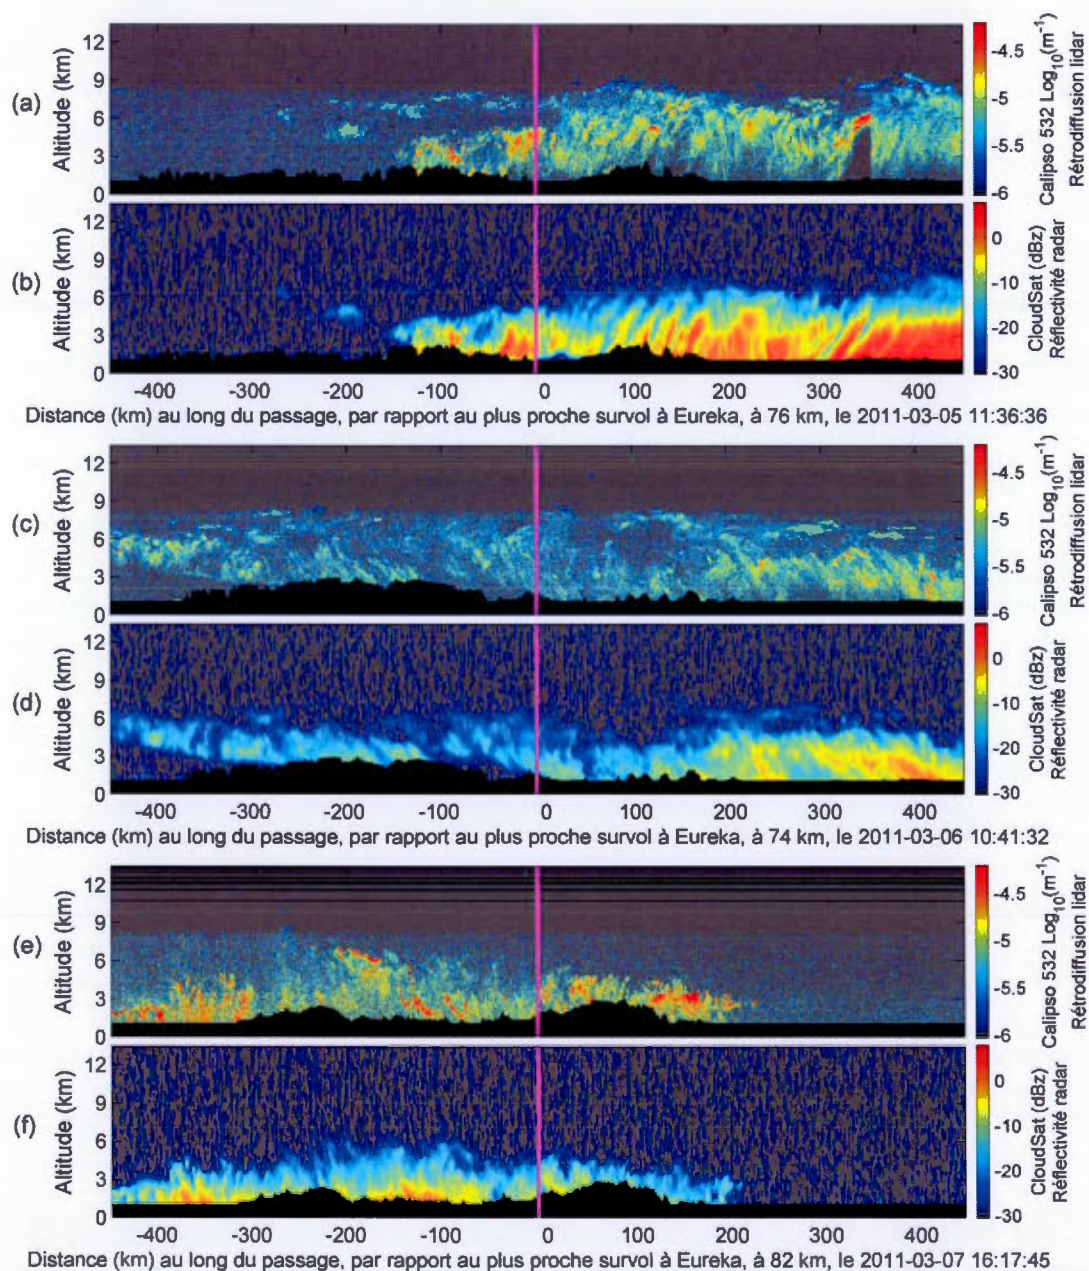 (a)
Altitude (km)
12
9
6
3
0
-4.5
-5
-5.5
-6
Calipso 532 Log10(m-1)
Rétrodiffusion lidar
(b)
Altitude (km)
12
9
6
3
0
0
-10
-20
-30
CloudSat (dBz)
Réflectivité radar
-400 -300 -200 -100 0 100 200 300 400
Distance (km) au long du passage, par rapport au plus proche survol à Eureka, à 76 km, le 2011-03-05 11:36:36
(c)
Altitude (km)
12
9
6
3
0
-4.5
-5
-5.5
-6
Calipso 532 Log10(m-1)
Rétrodiffusion lidar
(d)
Altitude (km)
12
9
6
3
0
0
-10
-20
-30
CloudSat (dBz)
Réflectivité radar
-400 -300 -200 -100 0 100 200 300 400
Distance (km) au long du passage, par rapport au plus proche survol à Eureka, à 74 km, le 2011-03-06 10:41:32
(e)
Altitude (km)
12
9
6
3
0
-4.5
-5
-5.5
-6
Calipso 532 Log10(m-1)
Rétrodiffusion lidar
(f)
Altitude (km)
12
9
6
3
0
0
-10
-20
-30
CloudSat (dBz)
Réflectivité radar
-400 -300 -200 -100 0 100 200 300 400
Distance (km) au long du passage, par rapport au plus proche survol à Eureka, à 82 km, le 2011-03-07 16:17:45